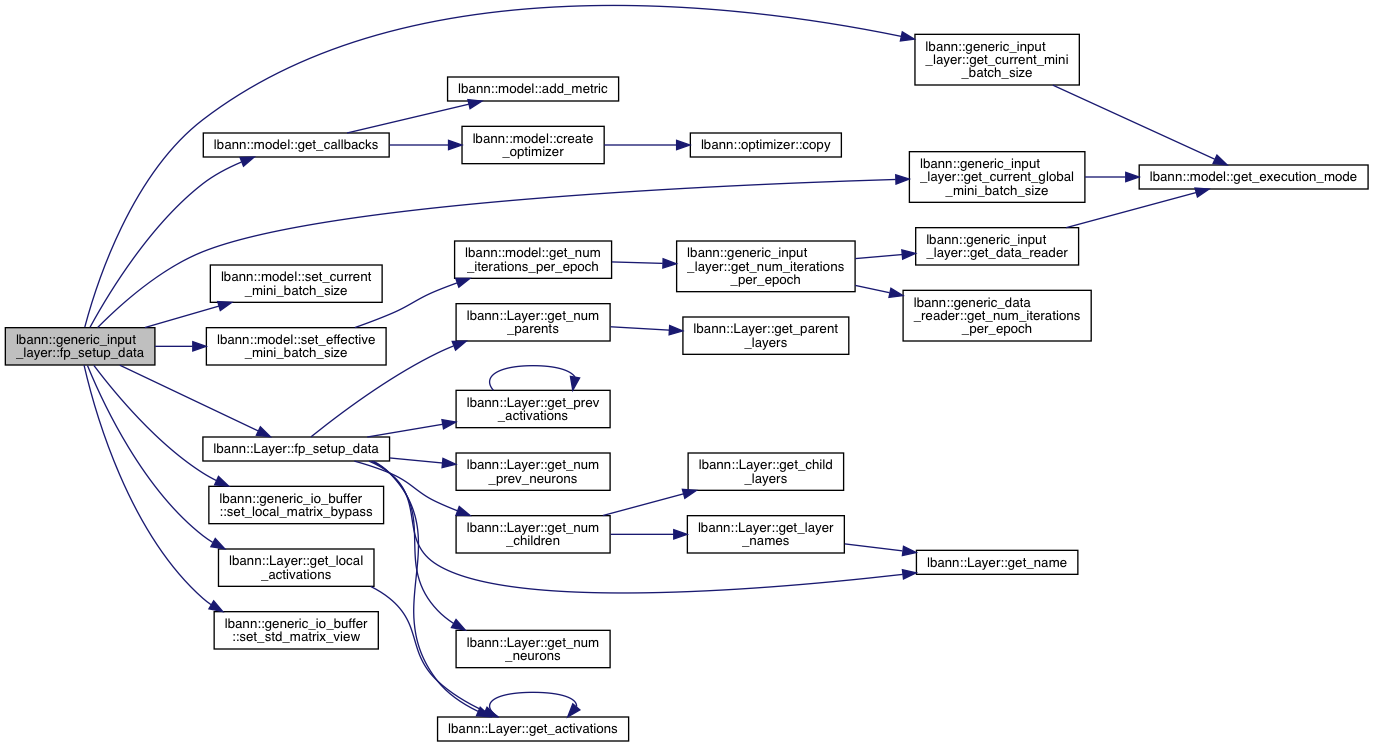 lbann::generic_input
_layer::fp_setup_data
lbann::model::get_callbacks
lbann::model::add_metric
lbann::model::create
_optimizer
lbann::optimizer::copy
lbann::generic_input
_layer::get_current_mini
_batch_size
lbann::generic_input
_layer::get_current_global
_mini_batch_size
lbann::model::get_execution_mode
lbann::model::set_current
_mini_batch_size
lbann::model::set_effective
_mini_batch_size
lbann::model::get_num
_iterations_per_epoch
lbann::generic_input
_layer::get_num_iterations
_per_epoch
lbann::generic_input
_layer::get_data_reader
lbann::generic_data
_reader::get_num_iterations
_per_epoch
lbann::Layer::fp_setup_data
lbann::Layer::get_num
_parents
lbann::Layer::get_parent
_layers
lbann::Layer::get_prev
_activations
lbann::Layer::get_num
_prev_neurons
lbann::Layer::get_num
_children
lbann::Layer::get_child
_layers
lbann::Layer::get_layer
_names
lbann::Layer::get_name
lbann::Layer::get_num
_neurons
lbann::Layer::get_activations
lbann::generic_io_buffer
::set_local_matrix_bypass
lbann::Layer::get_local
_activations
lbann::generic_io_buffer
::set_std_matrix_view